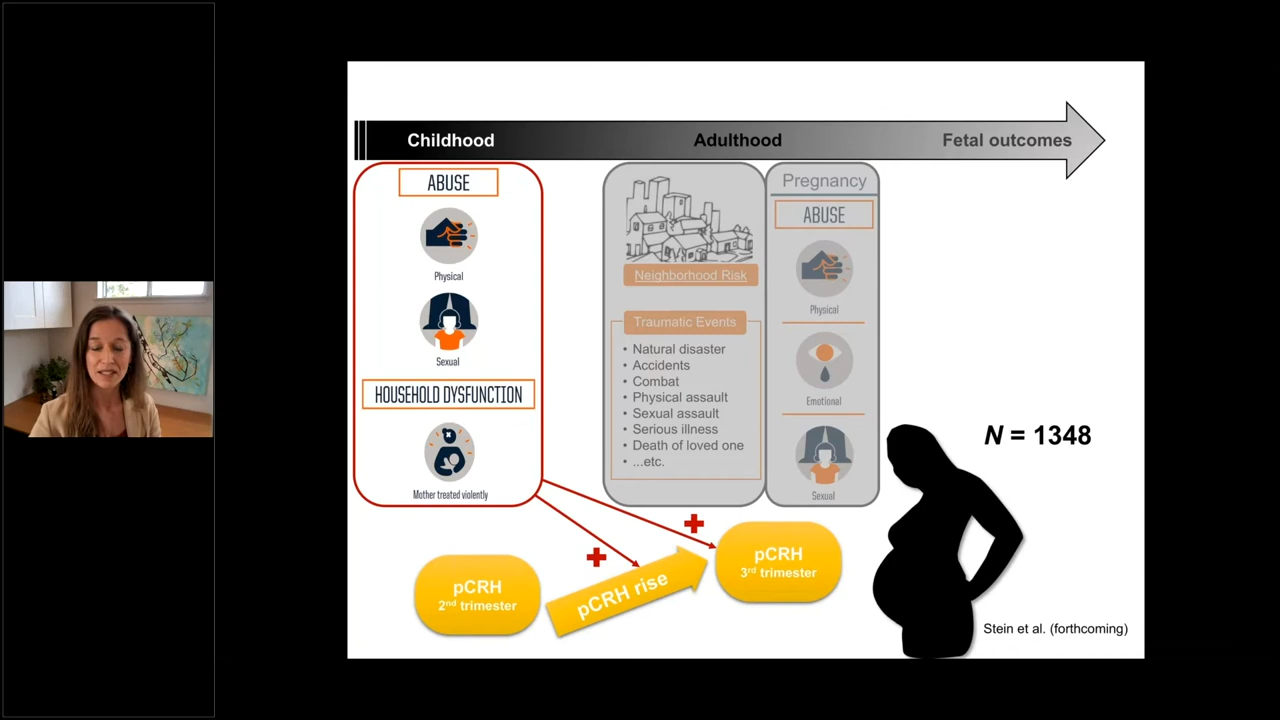 Childhood
Adulthood
Fetal outcomes
ABUSE
Physical
Sexual
HOUSEHOLD DYSFUNCTION
Mother treated violently
Neighborhood Risk
Traumatic Events
• Natural disaster
• Accidents
• Combat
• Physical assault
• Sexual assault
• Serious illness
• Death of loved one
• ...etc.
Pregnancy
ABUSE
Physical
Emotional
Sexual
N = 1348
pCRH
2nd trimester
pCRH rise
pCRH
3rd trimester
Stein et al. (forthcoming)